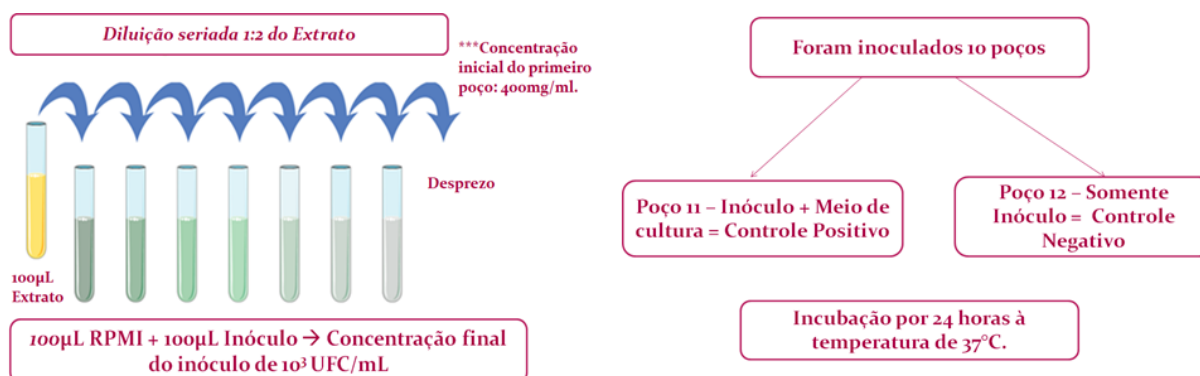 Diluição seriada 1:2 do Extrato
***Concentração
inicial do primeiro
poço: 400mg/ml.
Desprezo
100µL
Extrato
100µL RPMI + 100µL Inóculo → Concentração final
do inóculo de 10³ UFC/mL
Foram inoculados 10 poços
Poço 11 – Inóculo + Meio de
cultura = Controle Positivo
Poço 12 – Somente
Inóculo = Controle
Negativo
Incubação por 24 horas à
temperatura de 37°C.